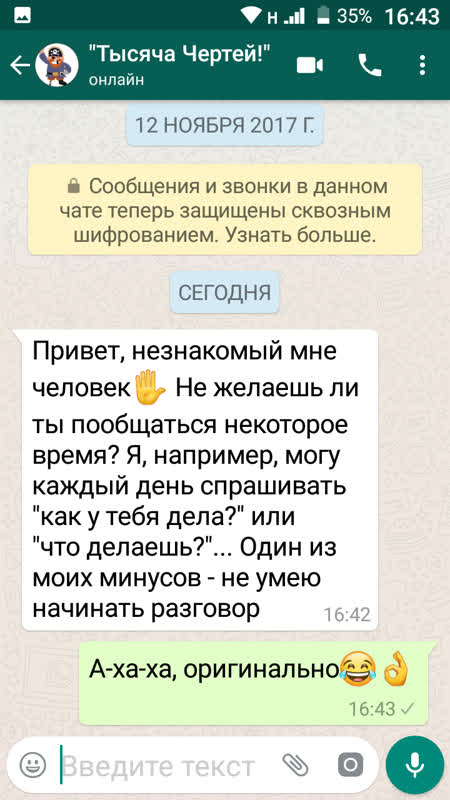 Н 35% 16:43
"Тысяча Чертей!"
онлайн
12 НОЯБРЯ 2017 Г.
Сообщения и звонки в данном
чате теперь защищены сквозным
шифрованием. Узнать больше.
СЕГОДНЯ
Привет, незнакомый мне
человек✋ Не желаешь ли
ты пообщаться некоторое
время? Я, например, могу
каждый день спрашивать
"как у тебя дела?" или
"что делаешь?"... Один из
моих минусов - не умею
начинать разговор
16:42
А-ха-ха, оригинально😂👌
16:43
Введите текст